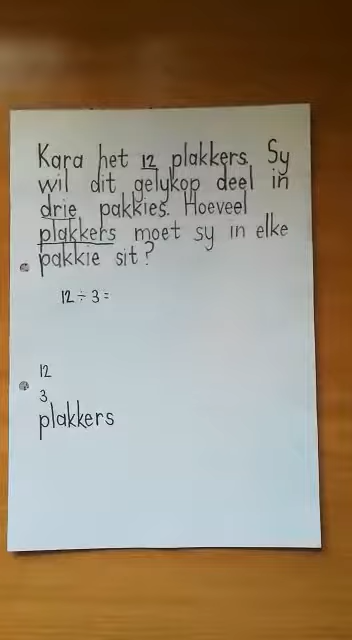 Kara het 12 plakkers. Sy
wil dit gelykop deel in
drie pakkies. Hoeveel
plakkers moet sy in elke
pakkie sit?
12 ÷ 3 =
12
3
plakkers